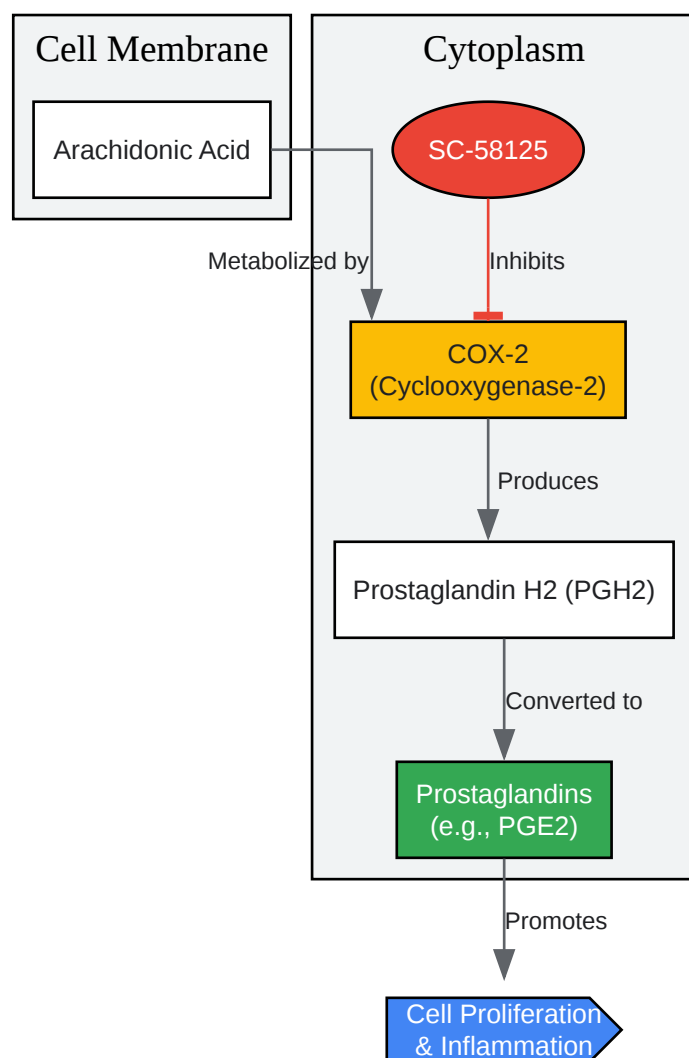 Cell Membrane
Cytoplasm
Arachidonic Acid
SC-58125
Metabolized by
Inhibits
COX-2
(Cyclooxygenase-2)
Produces
Prostaglandin H2 (PGH2)
Converted to
Prostaglandins
(e.g., PGE2)
Promotes
Cell Proliferation
& Inflammation